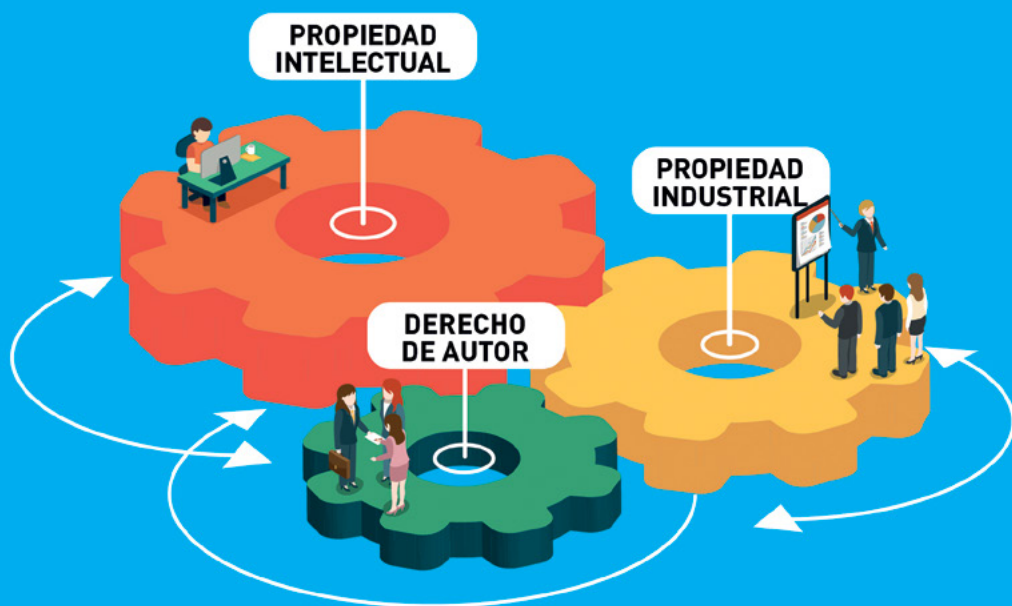 PROPIEDAD
INTELECTUAL
PROPIEDAD
INDUSTRIAL
DERECHO
DE AUTOR